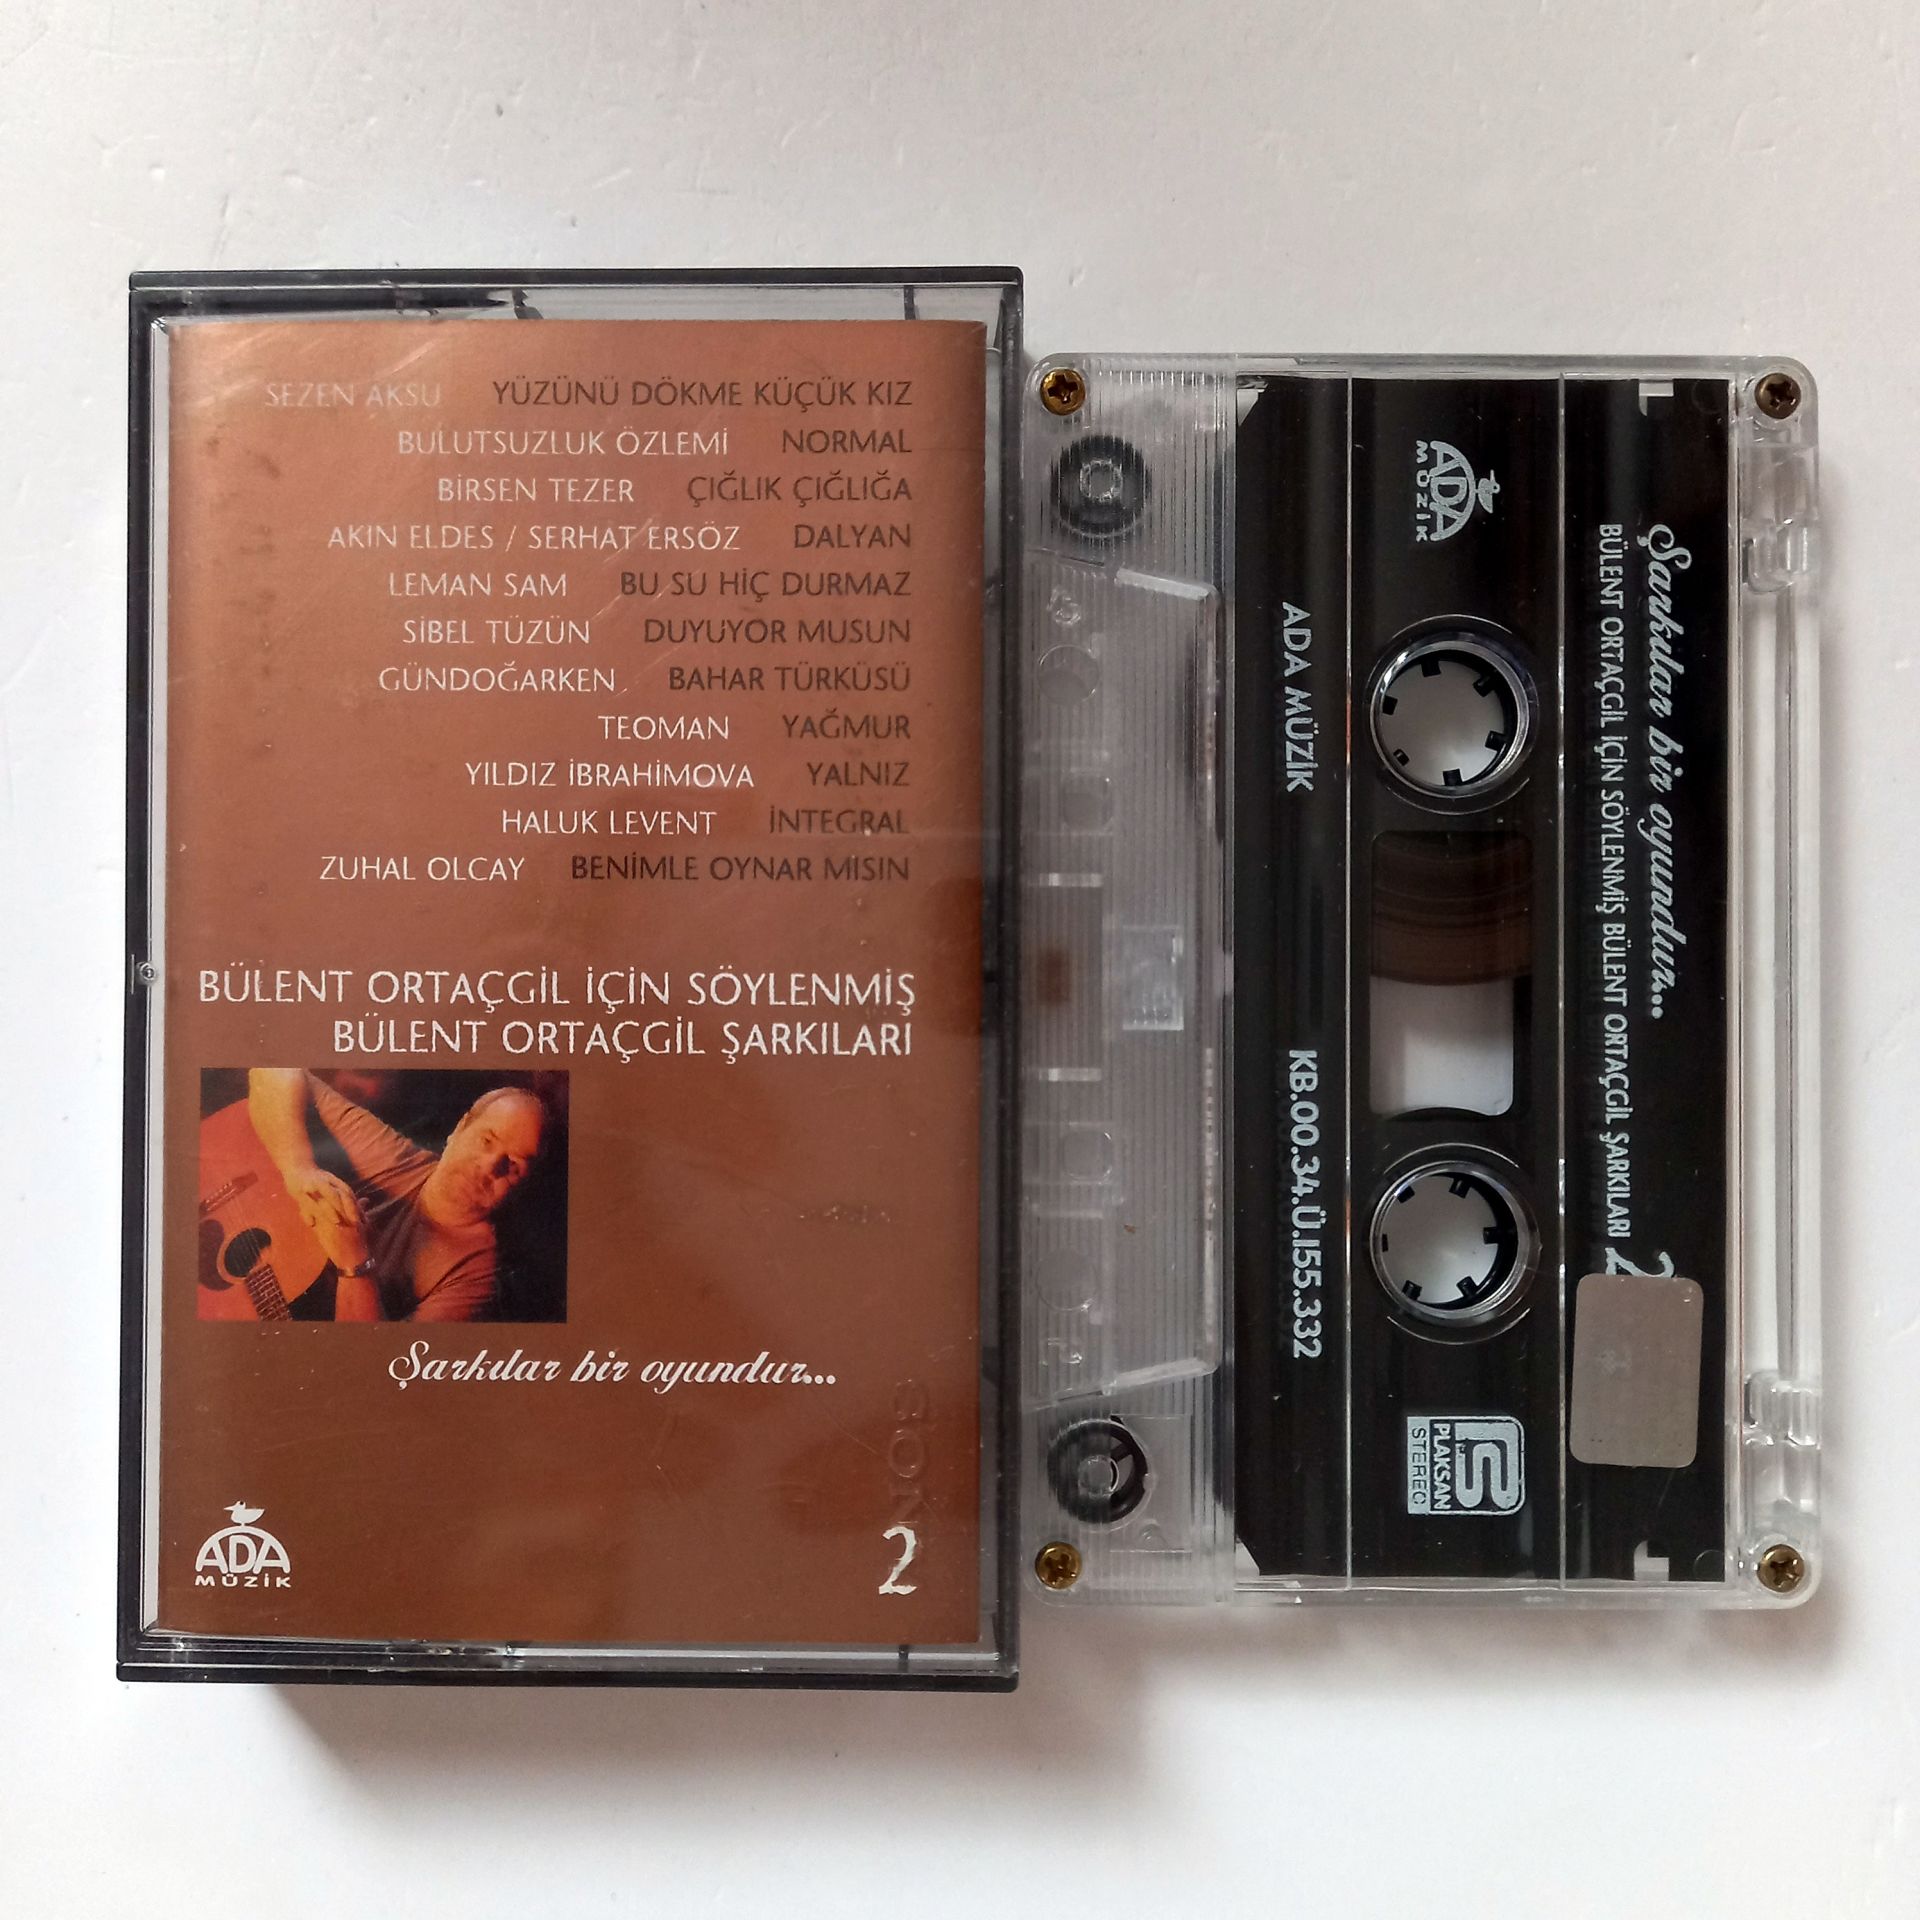 SEZEN AKSU YÜZÜNÜ DÖKME KÜÇÜK KIZ
BULUTSUZLUK ÖZLEMİ NORMAL
BİRSEN TEZER ÇIĞLIK ÇIĞLIĞA
AKIN ELDES / SERHAT ERSÖZ DALYAN
LEMAN SAM BU SU HİÇ DURMAZ
SİBEL TÜZÜN DUYUYOR MUSUN
GÜNDOĞARKEN BAHAR TÜRKÜSÜ
TEOMAN YAĞMUR
YILDIZ İBRAHİMOVA YALNIZ
HALUK LEVENT İNTEGRAL
ZUHAL OLCAY BENİMLE OYNAR MISIN
BÜLENT ORTAÇGİL İÇİN SÖYLENMİŞ
BÜLENT ORTAÇGİL ŞARKILARI
Şarkılar bir oyundur...
ADA
MÜZİK
2
Şarkılar bir oyundur...
BÜLENT ORTAÇGİL İÇİN SÖYLENMİŞ BÜLENT ORTAÇGİL ŞARKILARI 2
ADA
MÜZİK
PLAKSAN
STEREO
ADA MÜZİK KB.00.34.Ü.155.332